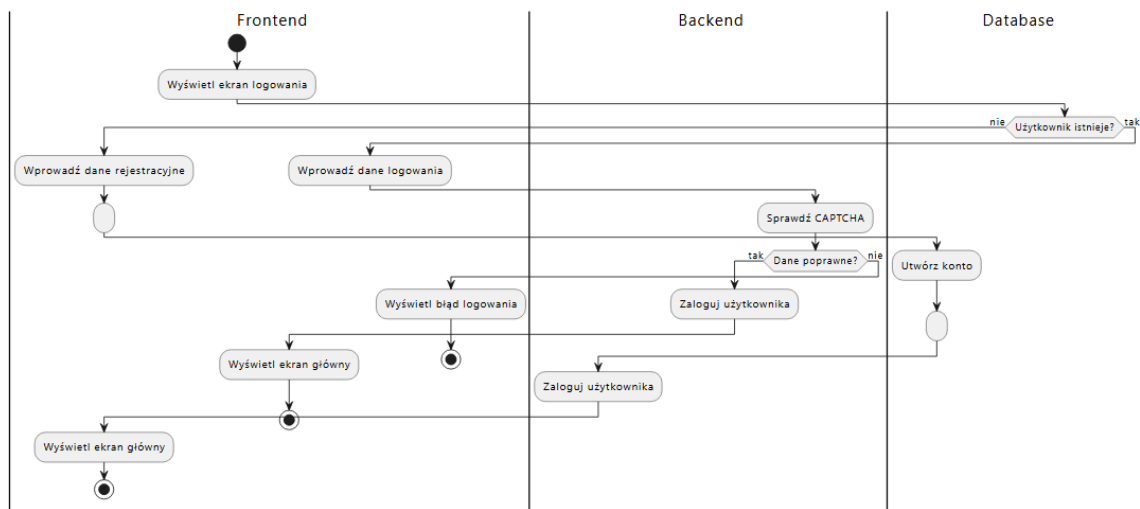 Frontend
Backend
Database
Wyświetl ekran logowania
nie
Użytkownik istnieje?
tak
Wprowadź dane rejestracyjne
Wprowadź dane logowania
Sprawdź CAPTCHA
tak
Dane poprawne?
nie
Utwórz konto
Wyświetl błąd logowania
Zaloguj użytkownika
Wyświetl ekran główny
Zaloguj użytkownika
Wyświetl ekran główny